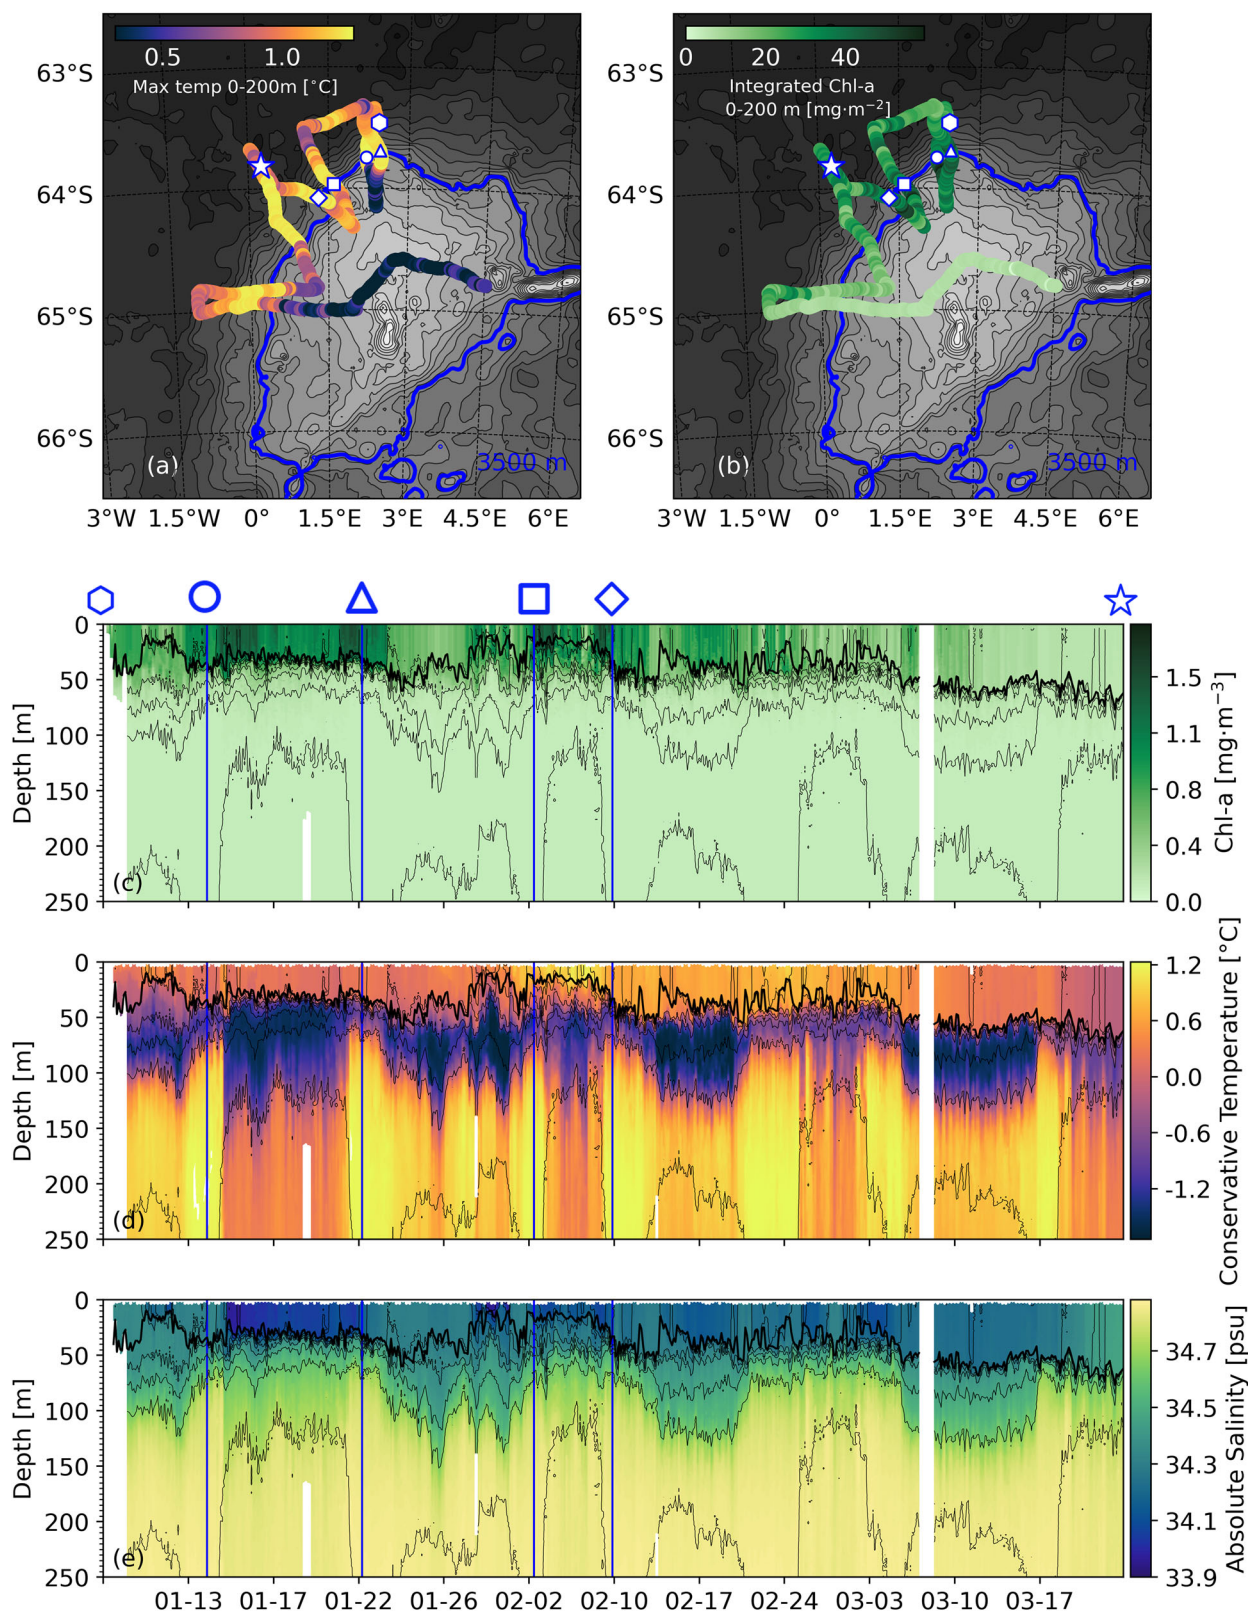 0.5 1.0
Max temp 0-200m [°C]
63°S
64°S
65°S
66°S
(a)
3500 m
3°W 1.5°W 0° 1.5°E 3°E 4.5°E 6°E
0 20 40
Integrated Chl-a
0-200 m [mg·m⁻²]
63°S
64°S
65°S
66°S
(b)
3500 m
3°W 1.5°W 0° 1.5°E 3°E 4.5°E 6°E
Depth [m]
0
50
100
150
200
250
(c)
1.5
1.1
0.8
0.4
0.0
Chl-a [mg·m⁻³]
Depth [m]
0
50
100
150
200
250
(d)
1.2
0.6
0.0
-0.6
-1.2
Conservative Temperature [°C]
Depth [m]
0
50
100
150
200
250
(e)
34.7
34.5
34.3
34.1
33.9
Absolute Salinity [psu]
01-13 01-17 01-22 01-26 02-02 02-10 02-17 02-24 03-03 03-10 03-17